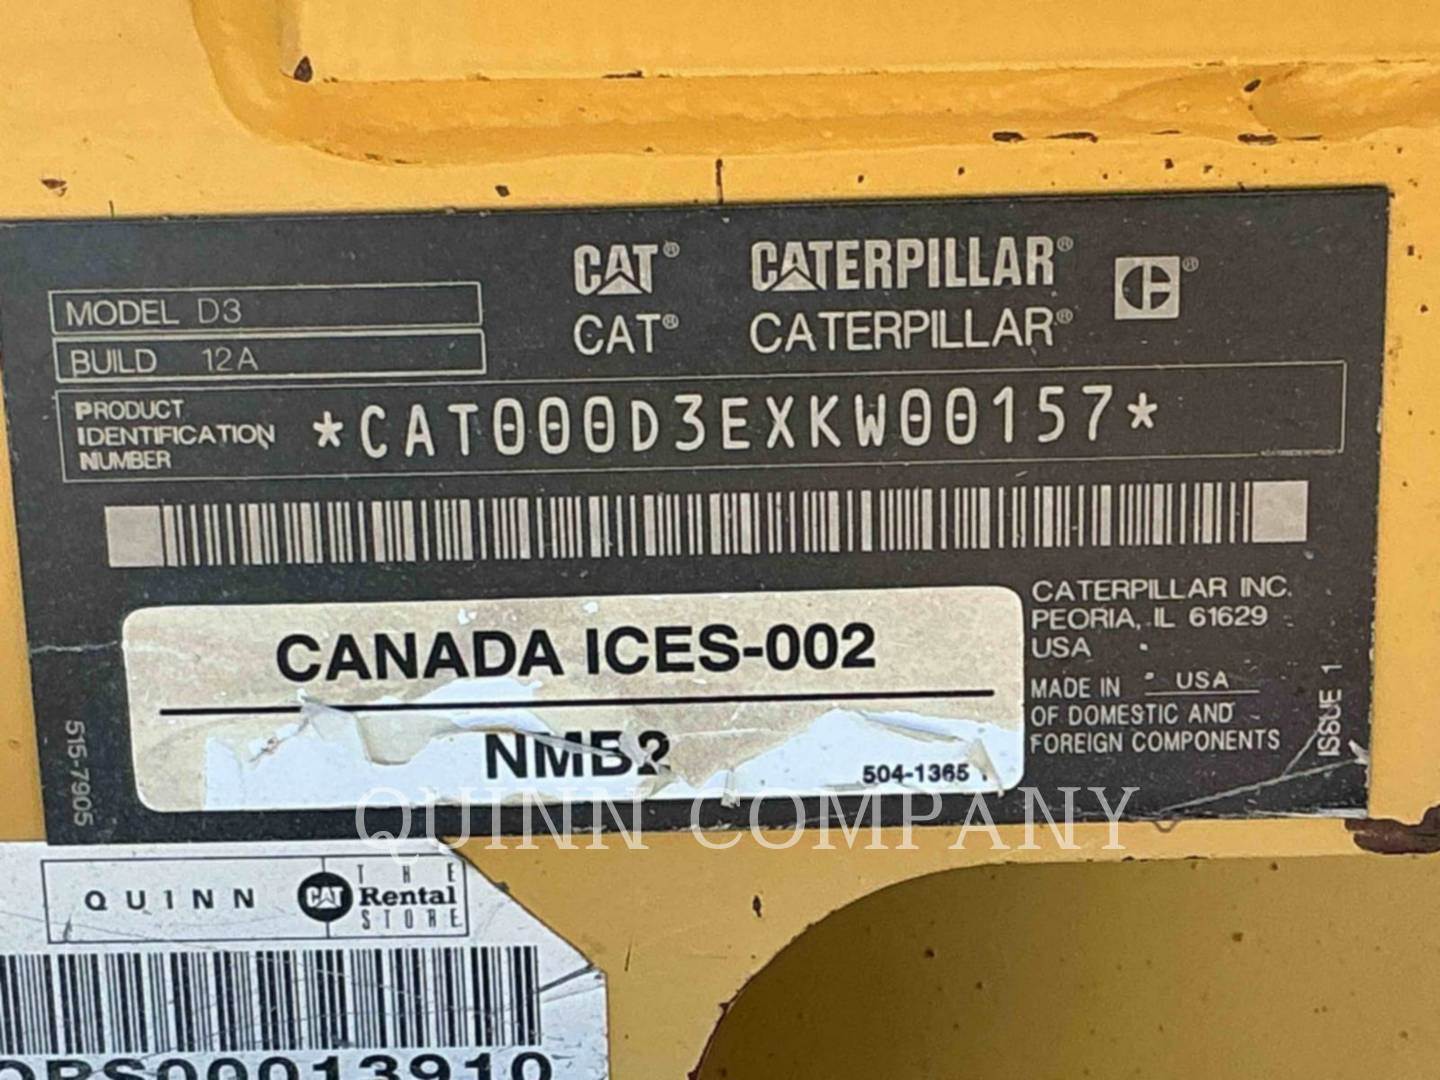 CAT® CATERPILLAR® C®
CAT® CATERPILLAR®
MODEL D3
BUILD 12A
PRODUCT
IDENTIFICATION
NUMBER
*CAT000D3EXKW00157*
CATERPILLAR INC.
PEORIA, IL 61629
USA
MADE IN USA
OF DOMESTIC AND
FOREIGN COMPONENTS
ISSUE 1
515-7905
CANADA ICES-002
NMB2
504-1365
QUINN COMPANY
QUINN CAT THE
Rental
STORE
00013910